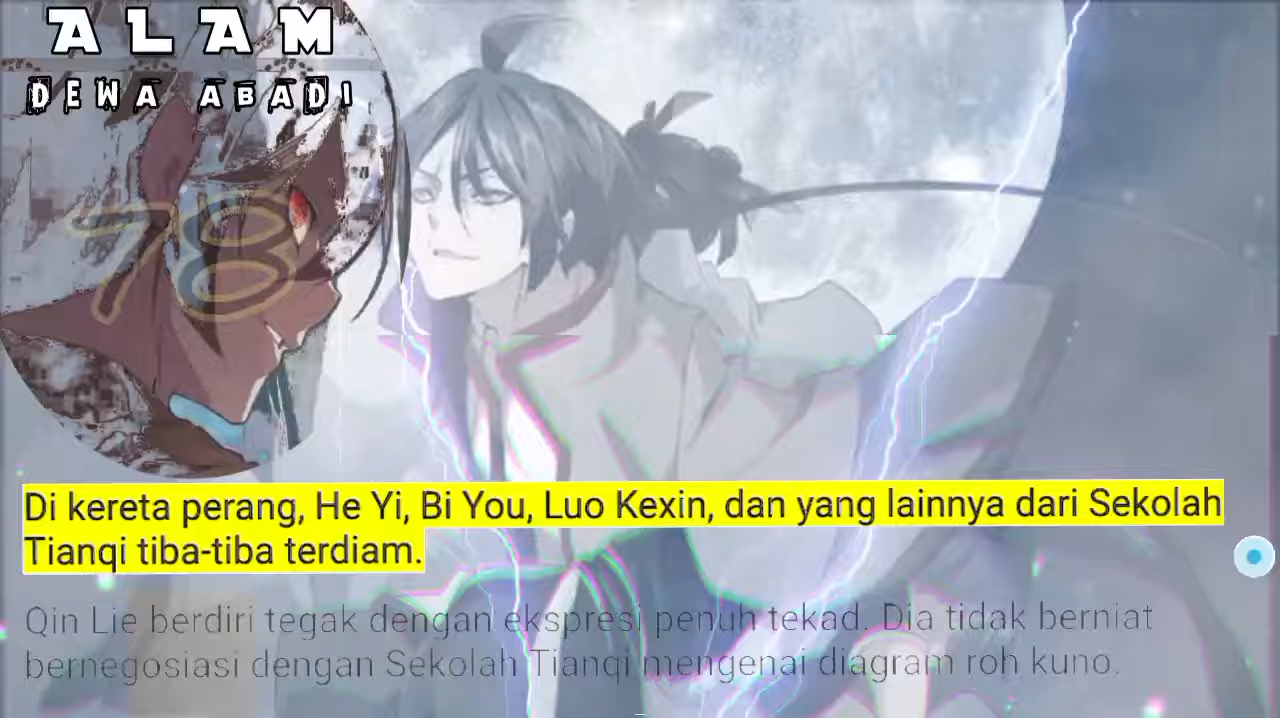 ALAM
DEWA ABADI
78
Di kereta perang, He Yi, Bi You, Luo Kexin, dan yang lainnya dari Sekolah
Tianqi tiba-tiba terdiam.
Qin Lie berdiri tegak dengan ekspresi penuh tekad. Dia tidak berniat
bernegosiasi dengan Sekolah Tianqi mengenai diagram roh kuno.